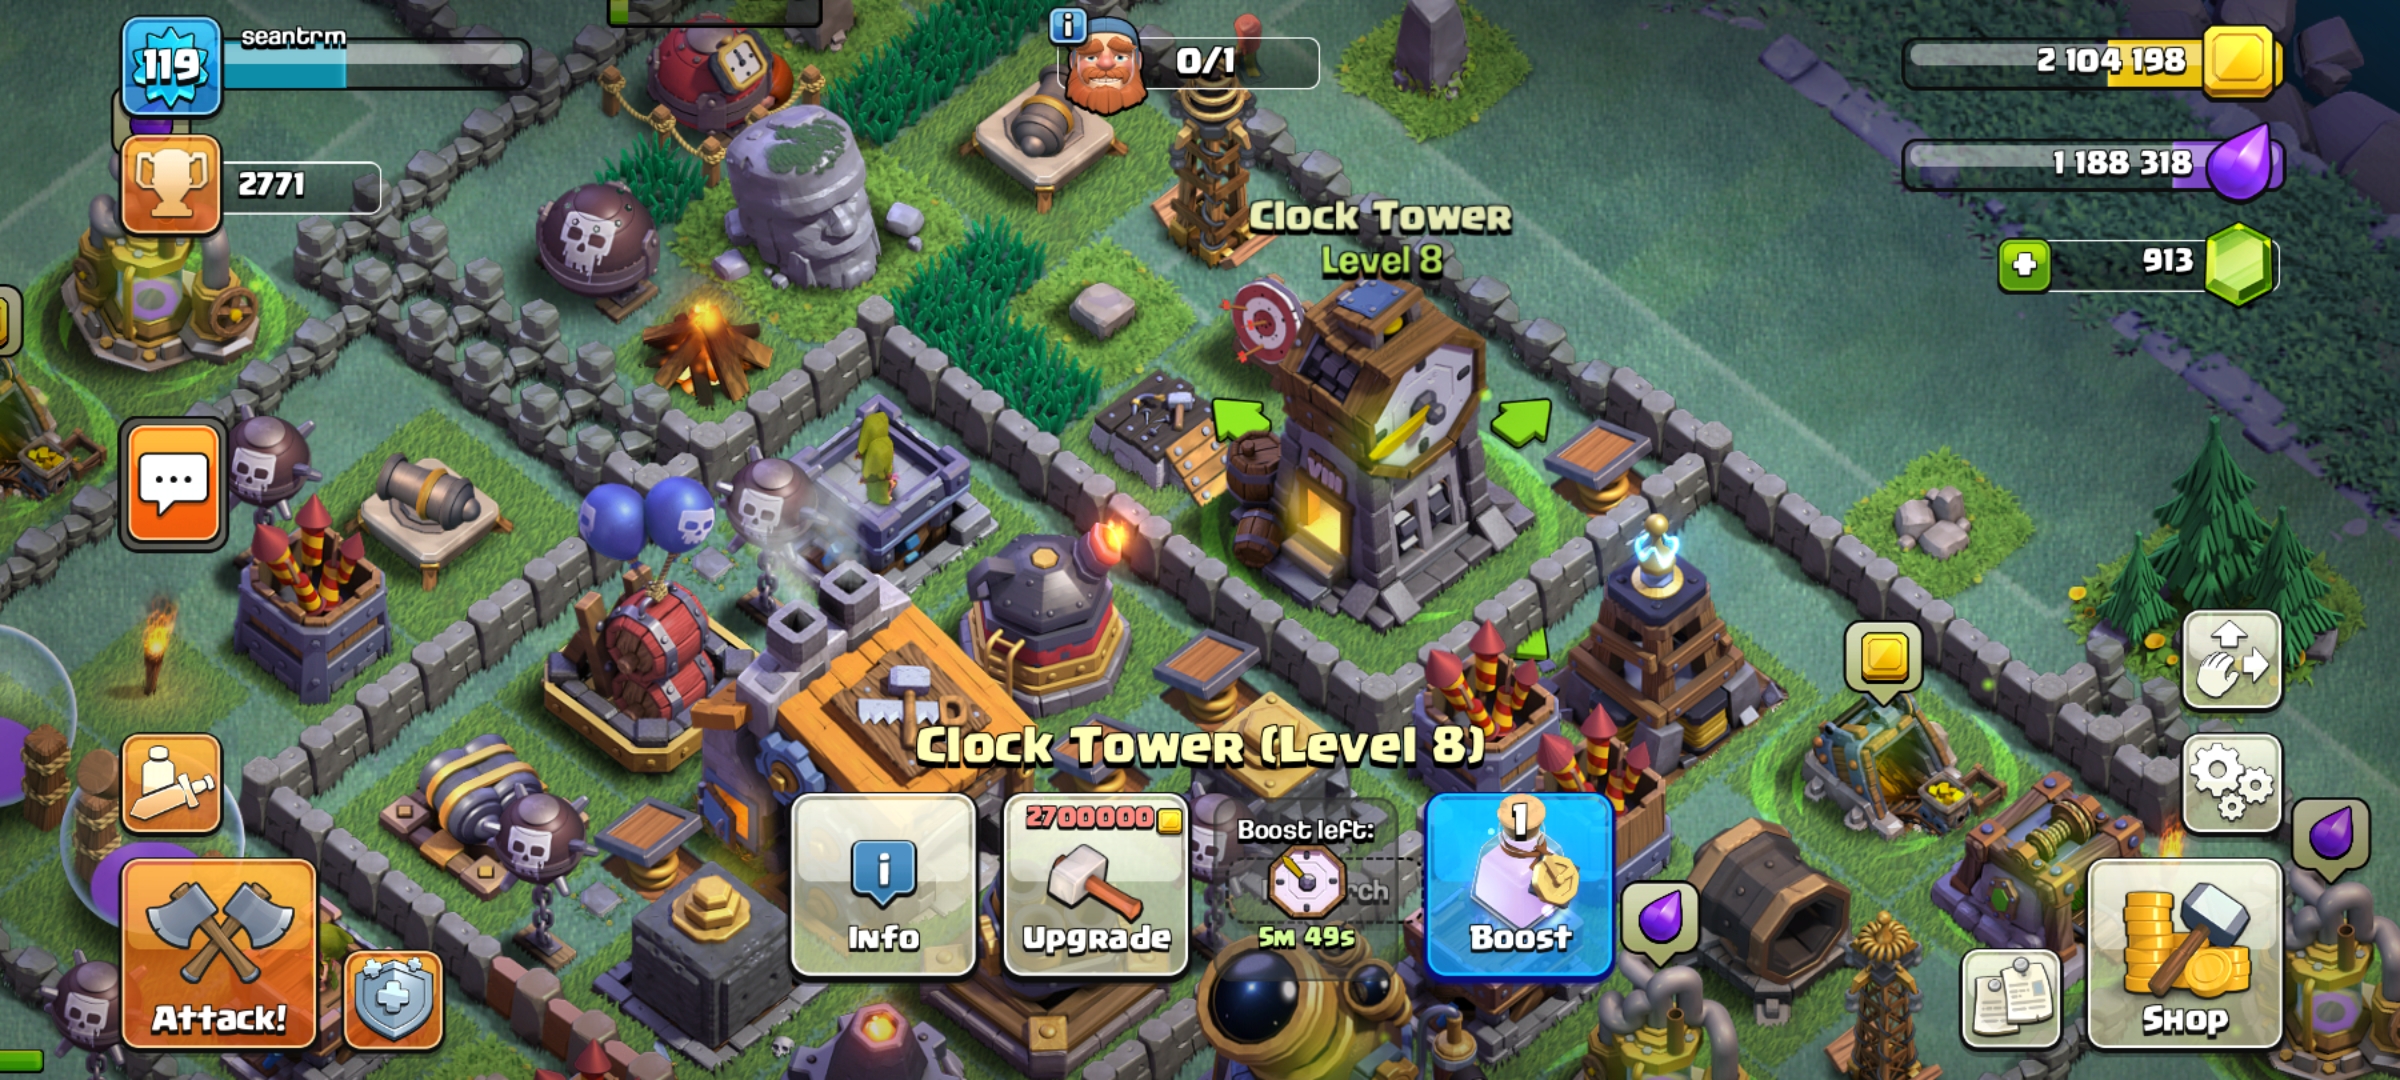 119
seantrm
0/1
2 104 198
2771
1 188 318
913
Clock Tower
Level 8
VIII
Clock Tower (Level 8)
2700000
Boost left:
1
Info
Upgrade
5m 49s
Boost
Attack!
Shop